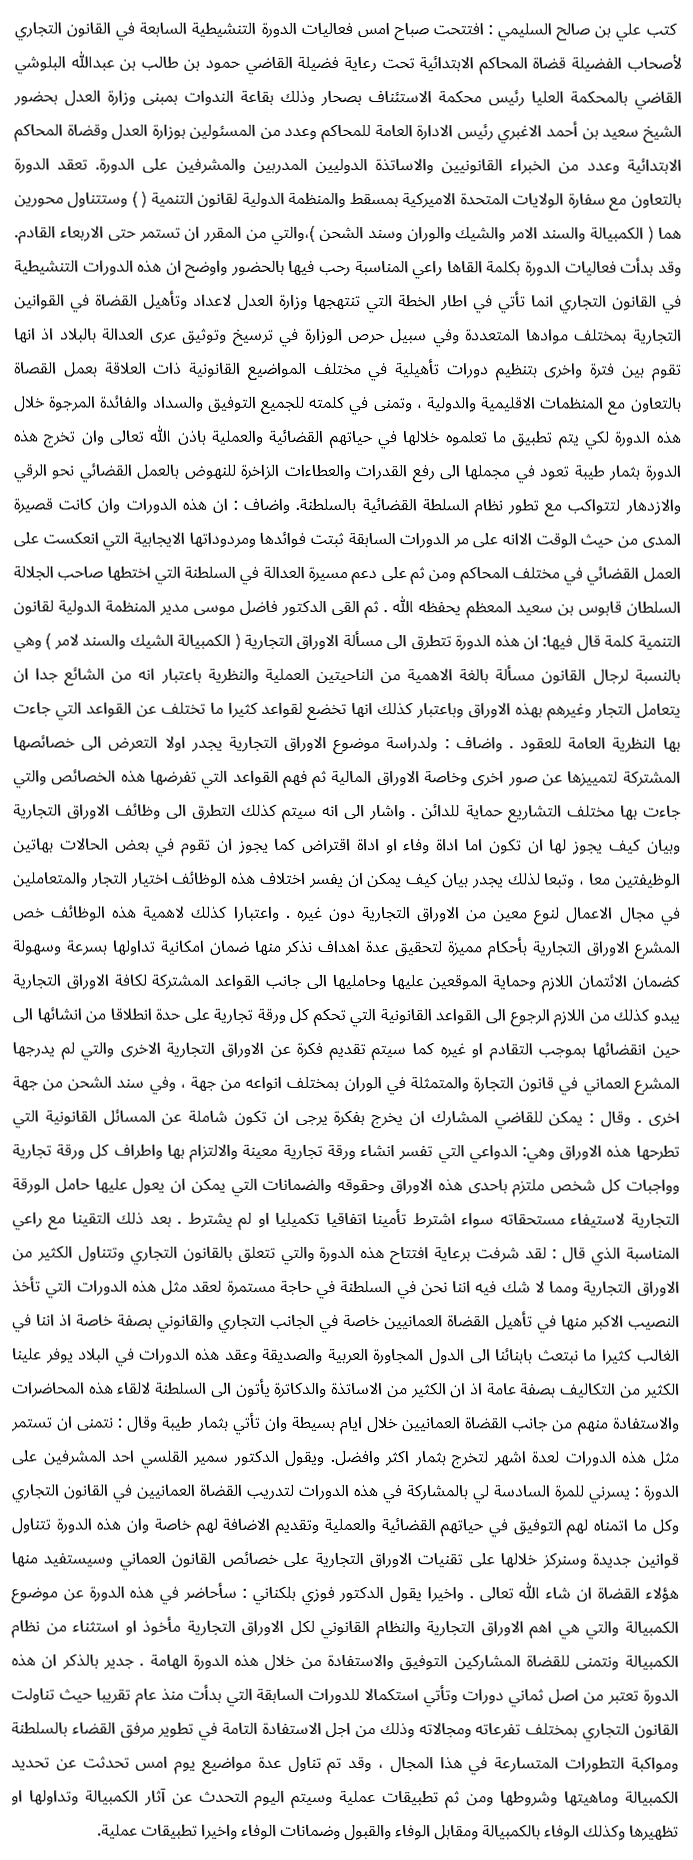 كتب علي بن صالح السليمي : افتتحت صباح امس فعاليات الدورة التنشيطية السابعة في القانون التجاري
لأصحاب الفضيلة قضاة المحاكم الابتدائية تحت رعاية فضيلة القاضي حمود بن طالب بن عبدالله البلوشي
القاضي بالمحكمة العليا رئيس محكمة الاستئناف بصحار وذلك بقاعة الندوات بمبنى وزارة العدل بحضور
الشيخ سعيد بن أحمد الاغبري رئيس الادارة العامة للمحاكم وعدد من المسئولين بوزارة العدل وقضاة المحاكم
الابتدائية وعدد من الخبراء القانونيين والاساتذة الدوليين المدربين والمشرفين على الدورة. تعقد الدورة
بالتعاون مع سفارة الولايات المتحدة الاميركية بمسقط والمنظمة الدولية لقانون التنمية ( ) وستتناول محورين
هما ( الكمبيالة والسند الامر والشيك والوران وسند الشحن )،والتي من المقرر ان تستمر حتى الاربعاء القادم.
وقد بدأت فعاليات الدورة بكلمة القاها راعي المناسبة رحب فيها بالحضور واوضح ان هذه الدورات التنشيطية
في القانون التجاري انما تأتي في اطار الخطة التي تنتهجها وزارة العدل لاعداد وتأهيل القضاة في القوانين
التجارية بمختلف موادها المتعددة وفي سبيل حرص الوزارة في ترسيخ وتوثيق عرى العدالة بالبلاد اذ انها
تقوم بين فترة واخرى بتنظيم دورات تأهيلية في مختلف المواضيع القانونية ذات العلاقة بعمل القصاة
بالتعاون مع المنظمات الاقليمية والدولية ، وتمنى في كلمته للجميع التوفيق والسداد والفائدة المرجوة خلال
هذه الدورة لكي يتم تطبيق ما تعلموه خلالها في حياتهم القضائية والعملية باذن الله تعالى وان تخرج هذه
الدورة بثمار طيبة تعود في مجملها الى رفع القدرات والعطاءات الزاخرة للنهوض بالعمل القضائي نحو الرقي
والازدهار لتتواكب مع تطور نظام السلطة القضائية بالسلطنة. واضاف : ان هذه الدورات وان كانت قصيرة
المدى من حيث الوقت الاانه على مر الدورات السابقة ثبتت فوائدها ومردوداتها الايجابية التي انعكست على
العمل القضائي في مختلف المحاكم ومن ثم على دعم مسيرة العدالة في السلطنة التي اختطها صاحب الجلالة
السلطان قابوس بن سعيد المعظم يحفظه الله . ثم القى الدكتور فاضل موسى مدير المنظمة الدولية لقانون
التنمية كلمة قال فيها: ان هذه الدورة تتطرق الى مسألة الاوراق التجارية ( الكمبيالة الشيك والسند لامر ) وهي
بالنسبة لرجال القانون مسألة بالغة الاهمية من الناحيتين العملية والنظرية باعتبار انه من الشائع جدا ان
يتعامل التجار وغيرهم بهذه الاوراق وباعتبار كذلك انها تخضع لقواعد كثيرا ما تختلف عن القواعد التي جاءت
بها النظرية العامة للعقود . واضاف : ولدراسة موضوع الاوراق التجارية يجدر اولا التعرض الى خصائصها
المشتركة لتمييزها عن صور اخرى وخاصة الاوراق المالية ثم فهم القواعد التي تفرضها هذه الخصائص والتي
جاءت بها مختلف التشاريع حماية للدائن . واشار الى انه سيتم كذلك التطرق الى وظائف الاوراق التجارية
وبيان كيف يجوز لها ان تكون اما اداة وفاء او اداة اقتراض كما يجوز ان تقوم في بعض الحالات بهاتين
الوظيفتين معا ، وتبعا لذلك يجدر بيان كيف يمكن ان يفسر اختلاف هذه الوظائف اختيار التجار والمتعاملين
في مجال الاعمال لنوع معين من الاوراق التجارية دون غيره . واعتبارا كذلك لاهمية هذه الوظائف خص
المشرع الاوراق التجارية بأحكام مميزة لتحقيق عدة اهداف نذكر منها ضمان امكانية تداولها بسرعة وسهولة
كضمان الائتمان اللازم وحماية الموقعين عليها وحامليها الى جانب القواعد المشتركة لكافة الاوراق التجارية
يبدو كذلك من اللازم الرجوع الى القواعد القانونية التي تحكم كل ورقة تجارية على حدة انطلاقا من انشائها الى
حين انقضائها بموجب التقادم او غيره كما سيتم تقديم فكرة عن الاوراق التجارية الاخرى والتي لم يدرجها
المشرع العماني في قانون التجارة والمتمثلة في الوران بمختلف انواعه من جهة ، وفي سند الشحن من جهة
اخرى . وقال : يمكن للقاضي المشارك ان يخرج بفكرة يرجى ان تكون شاملة عن المسائل القانونية التي
تطرحها هذه الاوراق وهي: الدواعي التي تفسر انشاء ورقة تجارية معينة والالتزام بها واطراف كل ورقة تجارية
وواجبات كل شخص ملتزم باحدى هذه الاوراق وحقوقه والضمانات التي يمكن ان يعول عليها حامل الورقة
التجارية لاستيفاء مستحقاته سواء اشترط تأمينا اتفاقيا تكميليا او لم يشترط . بعد ذلك التقينا مع راعي
المناسبة الذي قال : لقد شرفت برعاية افتتاح هذه الدورة والتي تتعلق بالقانون التجاري وتتناول الكثير من
الاوراق التجارية ومما لا شك فيه اننا نحن في السلطنة في حاجة مستمرة لعقد مثل هذه الدورات التي تأخذ
النصيب الاكبر منها في تأهيل القضاة العمانيين خاصة في الجانب التجاري والقانوني بصفة خاصة اذ اننا في
الغالب كثيرا ما نبتعث بابنائنا الى الدول المجاورة العربية والصديقة وعقد هذه الدورات في البلاد يوفر علينا
الكثير من التكاليف بصفة عامة اذ ان الكثير من الاساتذة والدكاترة يأتون الى السلطنة لالقاء هذه المحاضرات
والاستفادة منهم من جانب القضاة العمانيين خلال ايام بسيطة وان تأتي بثمار طيبة وقال : نتمنى ان تستمر
مثل هذه الدورات لعدة اشهر لتخرج بثمار اكثر وافضل. ويقول الدكتور سمير القلسي احد المشرفين على
الدورة : يسرني للمرة السادسة لي بالمشاركة في هذه الدورات لتدريب القضاة العمانيين في القانون التجاري
وكل ما اتمناه لهم التوفيق في حياتهم القضائية والعملية وتقديم الاضافة لهم خاصة وان هذه الدورة تتناول
قوانين جديدة وسنركز خلالها على تقنيات الاوراق التجارية على خصائص القانون العماني وسيستفيد منها
هؤلاء القضاة ان شاء الله تعالى . واخيرا يقول الدكتور فوزي بلكناني : سأحاضر في هذه الدورة عن موضوع
الكمبيالة والتي هي اهم الاوراق التجارية والنظام القانوني لكل الاوراق التجارية مأخوذ او استثناء من نظام
الكمبيالة ونتمنى للقضاة المشاركين التوفيق والاستفادة من خلال هذه الدورة الهامة . جدير بالذكر ان هذه
الدورة تعتبر من اصل ثماني دورات وتأتي استكمالا للدورات السابقة التي بدأت منذ عام تقريبا حيث تناولت
القانون التجاري بمختلف تفرعاته ومجالاته وذلك من اجل الاستفادة التامة في تطوير مرفق القضاء بالسلطنة
ومواكبة التطورات المتسارعة في هذا المجال ، وقد تم تناول عدة مواضيع يوم امس تحدثت عن تحديد
الكمبيالة وماهيتها وشروطها ومن ثم تطبيقات عملية وسيتم اليوم التحدث عن آثار الكمبيالة وتداولها او
تظهيرها وكذلك الوفاء بالكمبيالة ومقابل الوفاء والقبول وضمانات الوفاء واخيرا تطبيقات عملية.